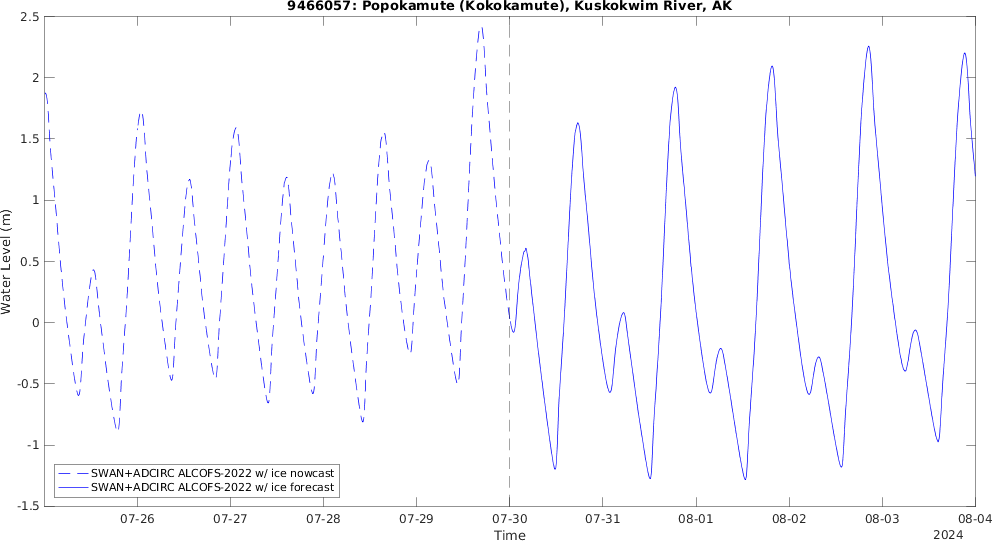 9466057: Popokamute (Kokokamute), Kuskokwim River, AK
Water Level (m)
2.5
2
1.5
1
0.5
0
-0.5
-1
-1.5
SWAN+ADCIRC ALCOFS-2022 w/ ice nowcast
SWAN+ADCIRC ALCOFS-2022 w/ ice forecast
07-26 07-27 07-28 07-29 07-30 07-31 08-01 08-02 08-03 08-04
Time
2024